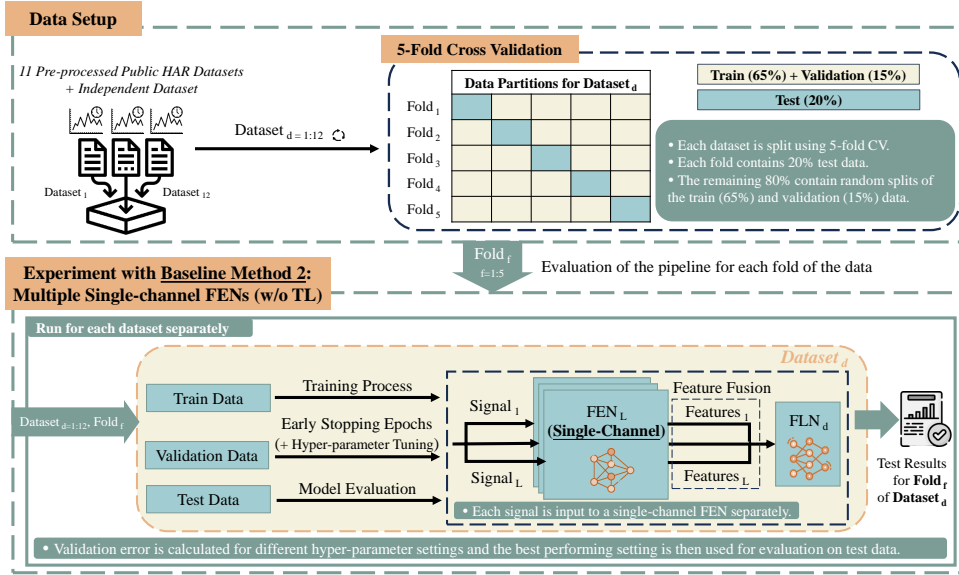 Data Setup
11 Pre-processed Public HAR Datasets
+ Independent Dataset
Dataset 1
Dataset 12
Dataset d = 1:12
5-Fold Cross Validation
Data Partitions for Dataset d
Fold 1
Fold 2
Fold 3
Fold 4
Fold 5
Train (65%) + Validation (15%)
Test (20%)
• Each dataset is split using 5-fold CV.
• Each fold contains 20% test data.
• The remaining 80% contain random splits of
the train (65%) and validation (15%) data.
Fold f
f=1:5
Evaluation of the pipeline for each fold of the data
Experiment with Baseline Method 2:
Multiple Single-channel FENs (w/o TL)
Run for each dataset separately
Dataset d
Dataset d=1:12, Fold f
Train Data
Training Process
Validation Data
Early Stopping Epochs
(+ Hyper-parameter Tuning)
Test Data
Model Evaluation
Signal 1
Signal L
FEN L
(Single-Channel)
Feature Fusion
Features 1
Features L
FLN d
• Each signal is input to a single-channel FEN separately.
Test Results
for Fold f
of Dataset d
• Validation error is calculated for different hyper-parameter settings and the best performing setting is then used for evaluation on test data.